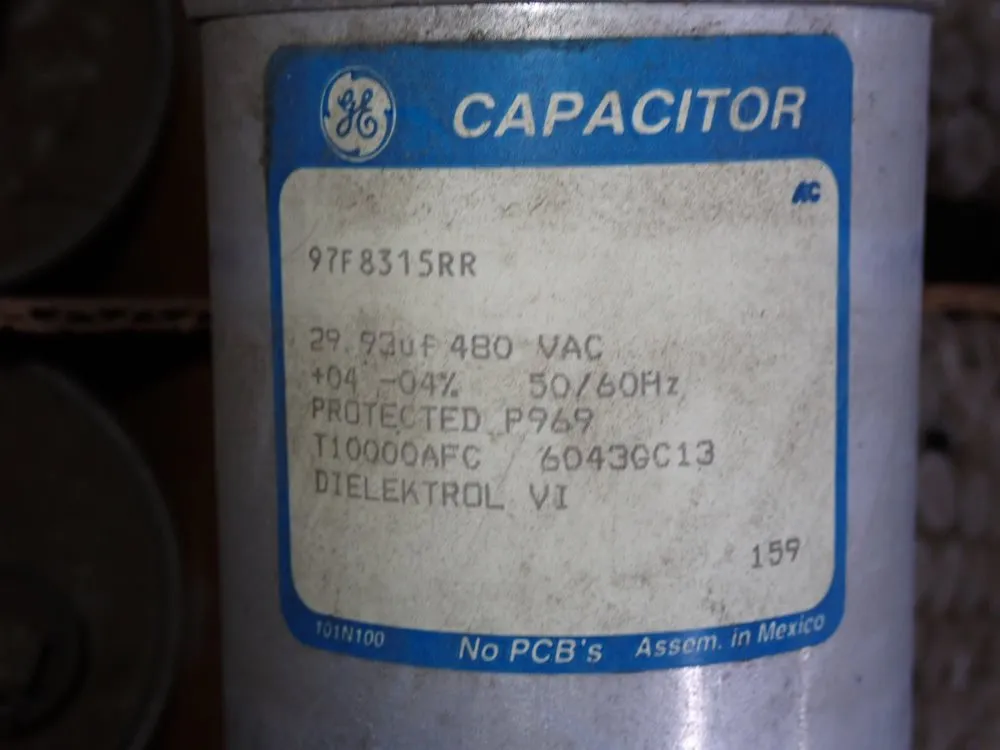 GE CAPACITOR
AC
97F8315RR
29.93uf 480 VAC
+04 -04% 50/60Hz
PROTECTED P969
T10000AFC 6043GC13
DIELEKTROL VI
159
101N100 No PCB's Assem. in Mexico